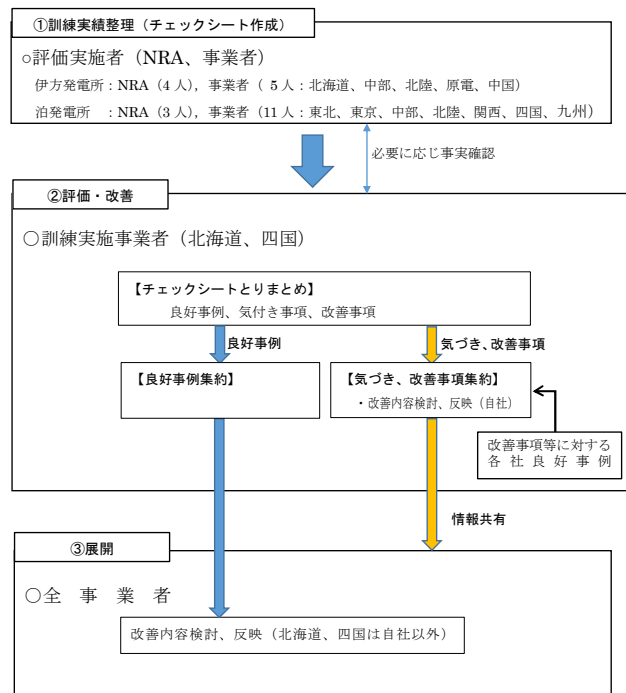 ①訓練実績整理（チェックシート作成）
○評価実施者（NRA、事業者）
伊方発電所：NRA（4 人），事業者（ 5 人：北海道、中部、北陸、原電、中国）
泊発電所 ：NRA（3 人），事業者（11 人：東北、東京、中部、北陸、関西、四国、九州）
必要に応じ事実確認
②評価・改善
〇訓練実施事業者（北海道、四国）
【チェックシートとりまとめ】
良好事例、気付き事項、改善事項
良好事例
気づき、改善事項
【良好事例集約】
【気づき、改善事項集約】
・改善内容検討、反映（自社）
改善事項等に対する
各 社 良 好 事 例
情報共有
③展開
〇全 事 業 者
改善内容検討、反映（北海道、四国は自社以外）